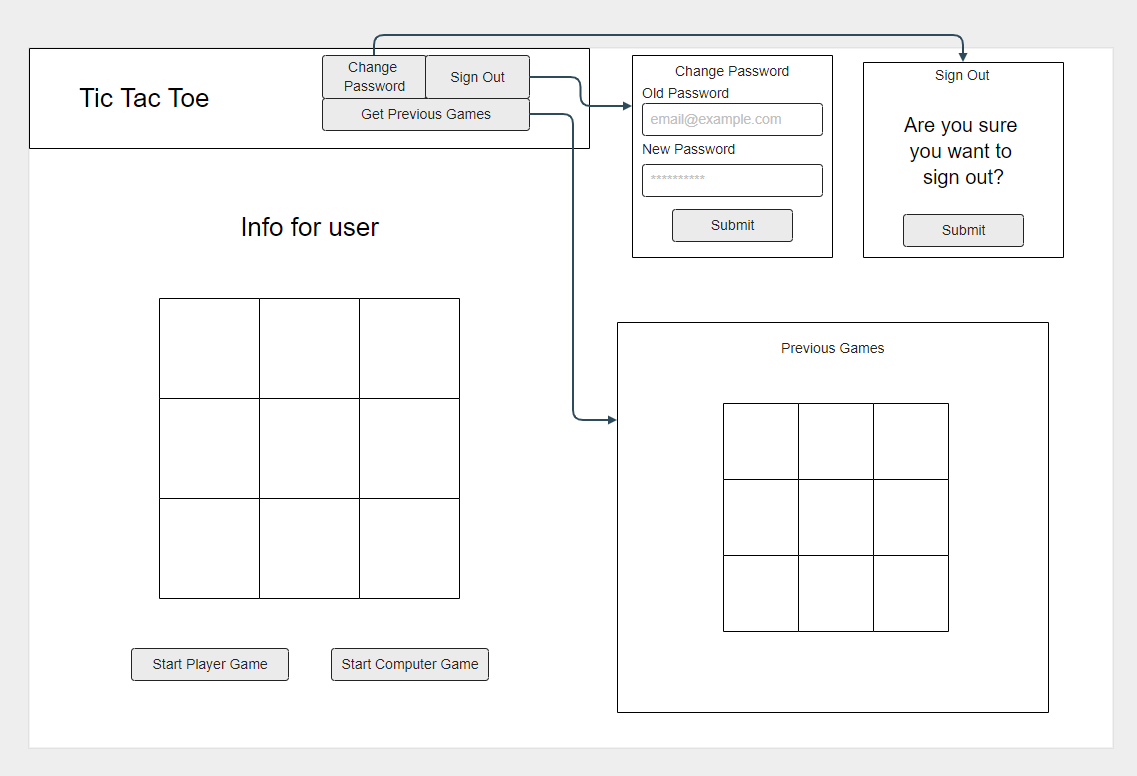 Tic Tac Toe
Change
Password
Sign Out
Get Previous Games
Info for user
Start Player Game
Start Computer Game
Change Password
Old Password
email@example.com
New Password
**********
Submit
Sign Out
Are you sure
you want to
sign out?
Submit
Previous Games